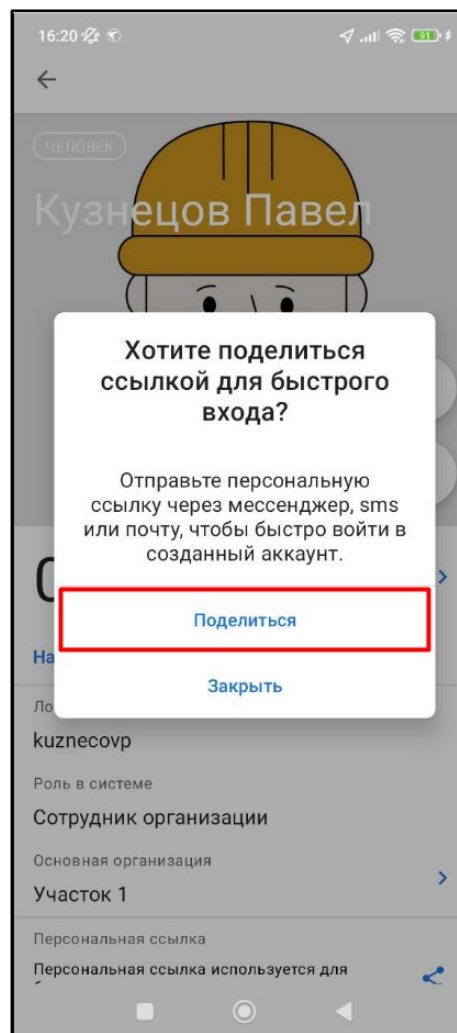 16:20
91
ЧЕЛОВЕК
Кузнецов Павел
Хотите поделиться
ссылкой для быстрого
входа?
Отправьте персональную
ссылку через мессенджер, sms
или почту, чтобы быстро войти в
созданный аккаунт.
Поделиться
Закрыть
kuznecovp
Роль в системе
Сотрудник организации
Основная организация
Участок 1
Персональная ссылка
Персональная ссылка используется для